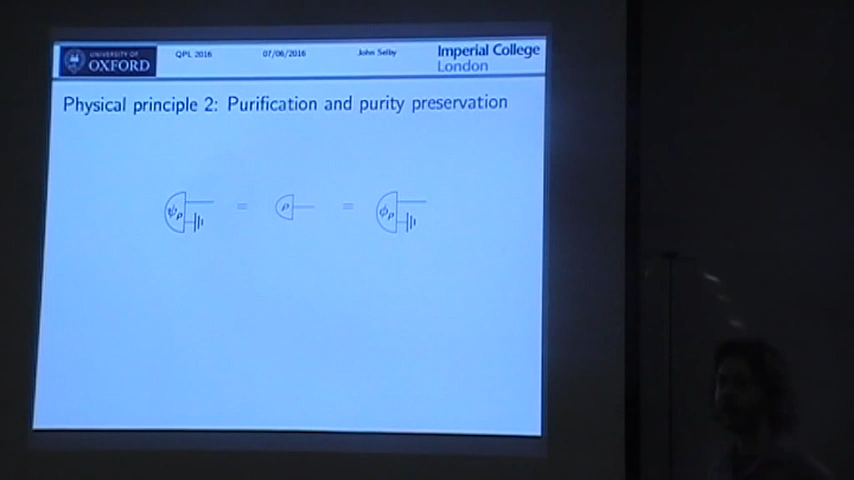 UNIVERSITY OF
OXFORD
QPL 2016
07/06/2016
John Selby
Imperial College
London
Physical principle 2: Purification and purity preservation
ψρ = ρ = ϕρ